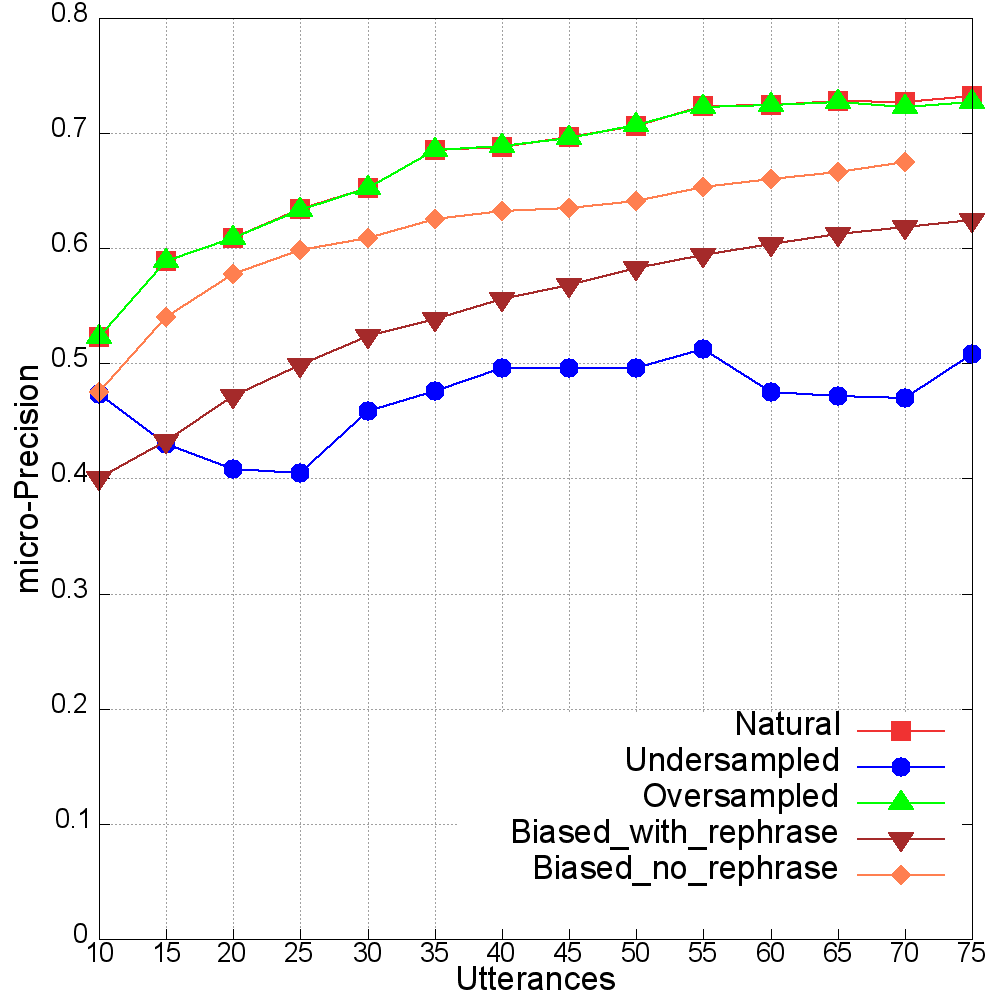 0.8
0.7
0.6
0.5
0.4
0.3
0.2
0.1
0
micro-Precision
Natural
Undersampled
Oversampled
Biased_with_rephrase
Biased_no_rephrase
10 15 20 25 30 35 40 45 50 55 60 65 70 75
Utterances